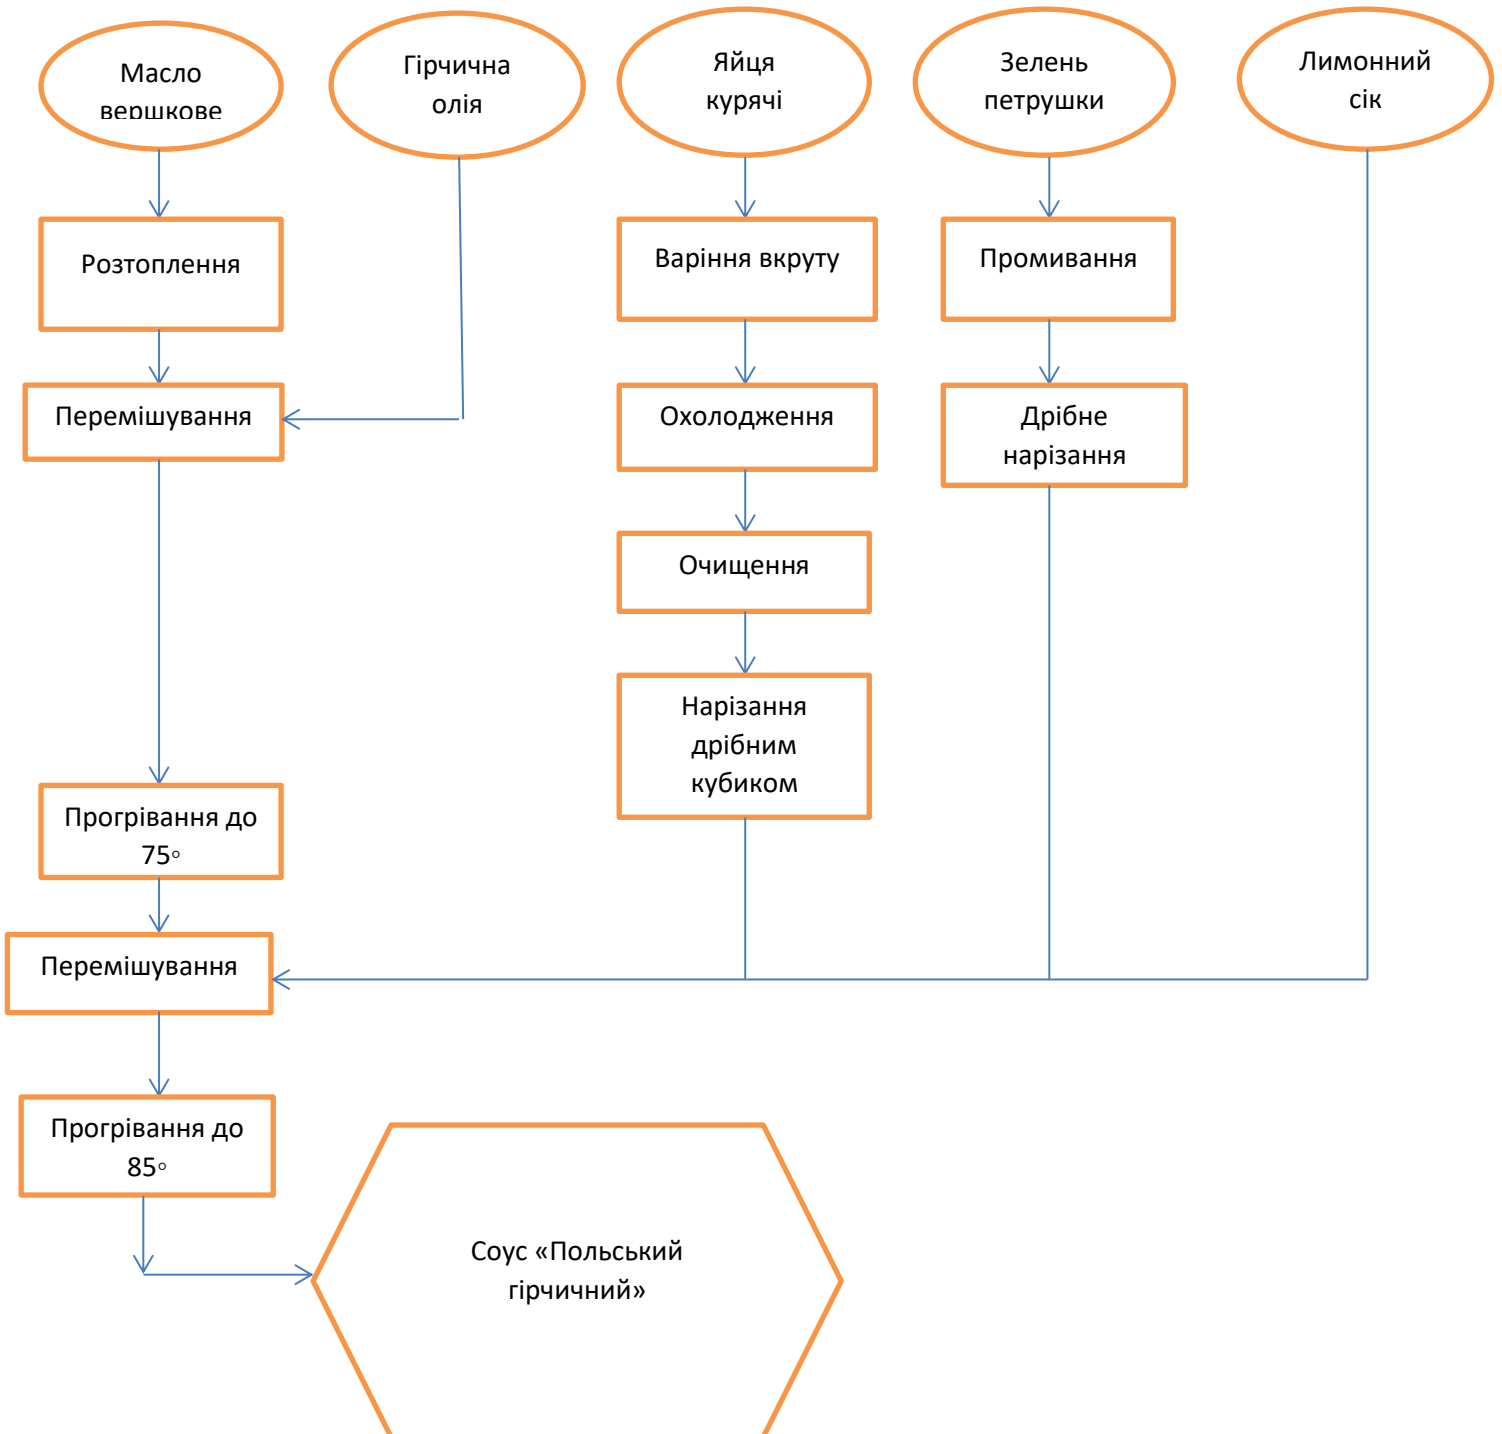 Масло
вершкове
Гірчична
олія
Яйця
курячі
Зелень
петрушки
Лимонний
сік
Розтоплення
Варіння вкруту
Промивання
Перемішування
Охолодження
Дрібне
нарізання
Очищення
Нарізання
дрібним
кубиком
Прогрівання до
75◦
Перемішування
Прогрівання до
85◦
Соус «Польський
гірчичний»